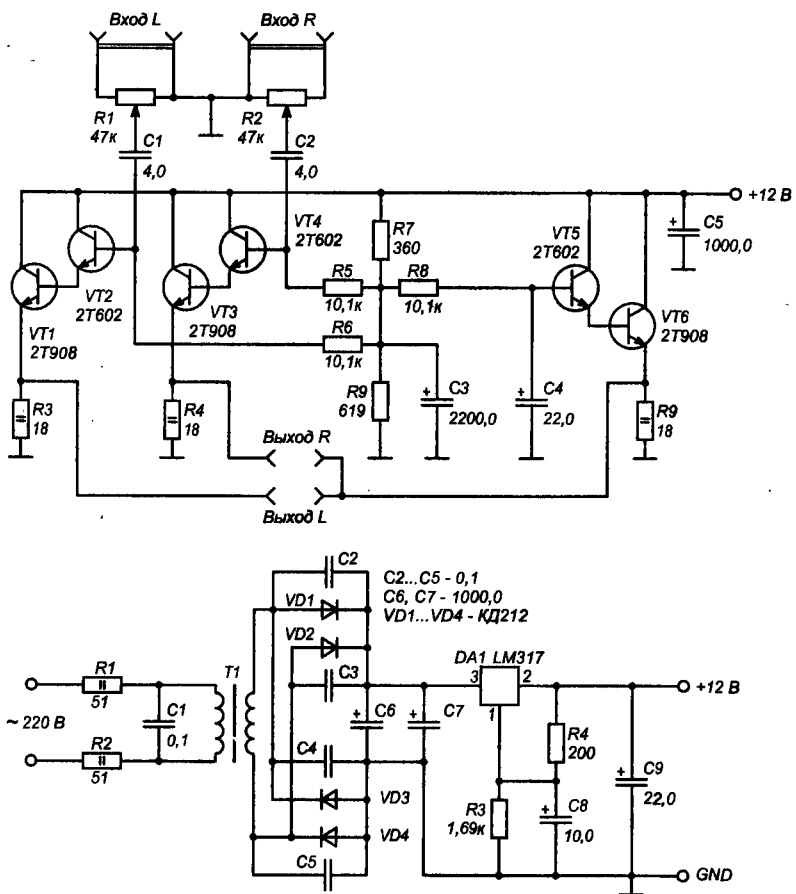 Вход L
Вход R
R1
47к
R2
47к
C1
4,0
C2
4,0
+12 В
+
C5
1000,0
VT4
2Т602
R7
360
VT5
2Т602
VT2
2Т602
VT1
2Т908
VT3
2Т908
R5
10,1к
R8
10,1к
R6
10,1к
VT6
2Т908
R3
18
R4
18
R9
619
+
C3
2200,0
+
C4
22,0
R9
18
Выход R
Выход L
C2
C2...C5 - 0,1
C6, C7 - 1000,0
VD1...VD4 - КД212
VD1
VD2
C3
DA1 LM317
3
2
1
+12 В
R1
51
T1
~ 220 В
C1
0,1
R2
51
+
C6
+
C7
C4
R4
200
VD3
R3
1,69к
+
C8
10,0
+
C9
22,0
VD4
C5
GND